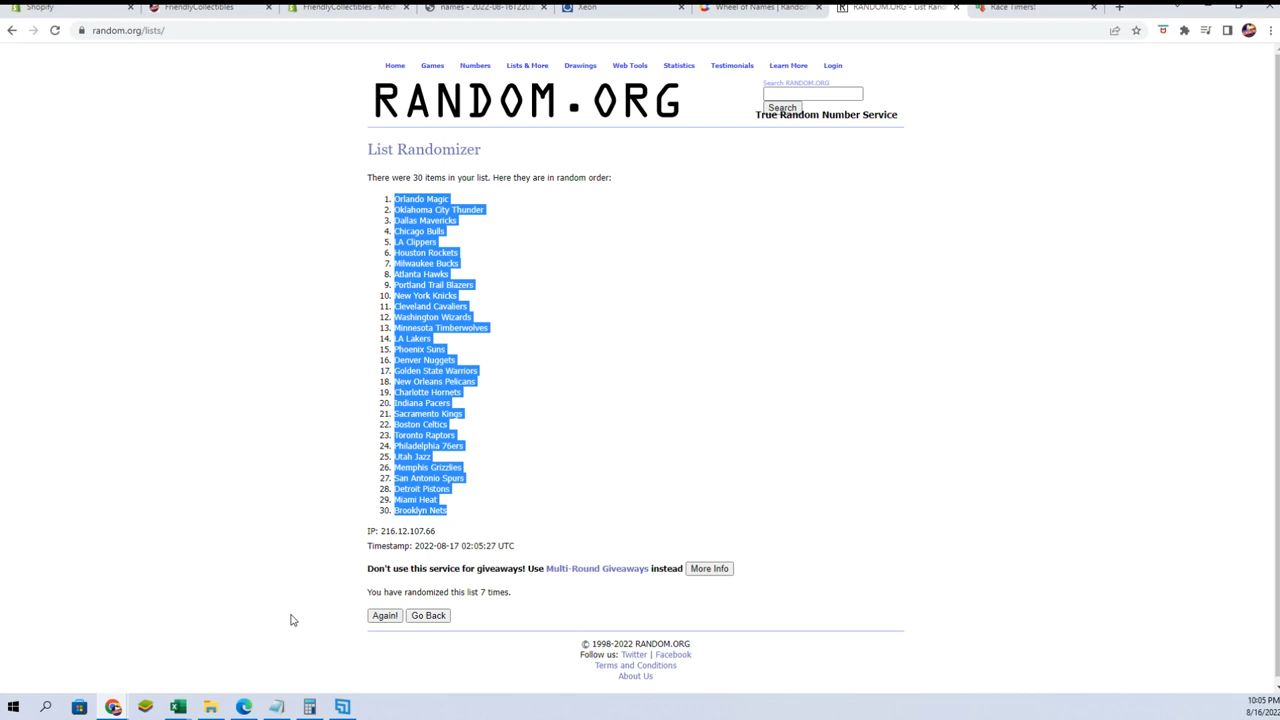 Shopify
FriendlyCollectibles
FriendlyCollectibles · Mech
names - 2022-08-16T220
Xeon
Wheel of Names | Random
RANDOM.ORG - List Rand
Race Timers!
random.org/lists/
Home Games Numbers Lists & More Drawings Web Tools Statistics Testimonials Learn More Login
RANDOM.ORG
Search RANDOM.ORG
Search
True Random Number Service
List Randomizer
There were 30 items in your list. Here they are in random order:
1. Orlando Magic
2. Oklahoma City Thunder
3. Dallas Mavericks
4. Chicago Bulls
5. LA Clippers
6. Houston Rockets
7. Milwaukee Bucks
8. Atlanta Hawks
9. Portland Trail Blazers
10. New York Knicks
11. Cleveland Cavaliers
12. Washington Wizards
13. Minnesota Timberwolves
14. LA Lakers
15. Phoenix Suns
16. Denver Nuggets
17. Golden State Warriors
18. New Orleans Pelicans
19. Charlotte Hornets
20. Indiana Pacers
21. Sacramento Kings
22. Boston Celtics
23. Toronto Raptors
24. Philadelphia 76ers
25. Utah Jazz
26. Memphis Grizzlies
27. San Antonio Spurs
28. Detroit Pistons
29. Miami Heat
30. Brooklyn Nets
IP: 216.12.107.66
Timestamp: 2022-08-17 02:05:27 UTC
Don't use this service for giveaways! Use Multi-Round Giveaways instead More Info
You have randomized this list 7 times.
Again! Go Back
© 1998-2022 RANDOM.ORG
Follow us: Twitter | Facebook
Terms and Conditions
About Us
10:05 PM
8/16/2022